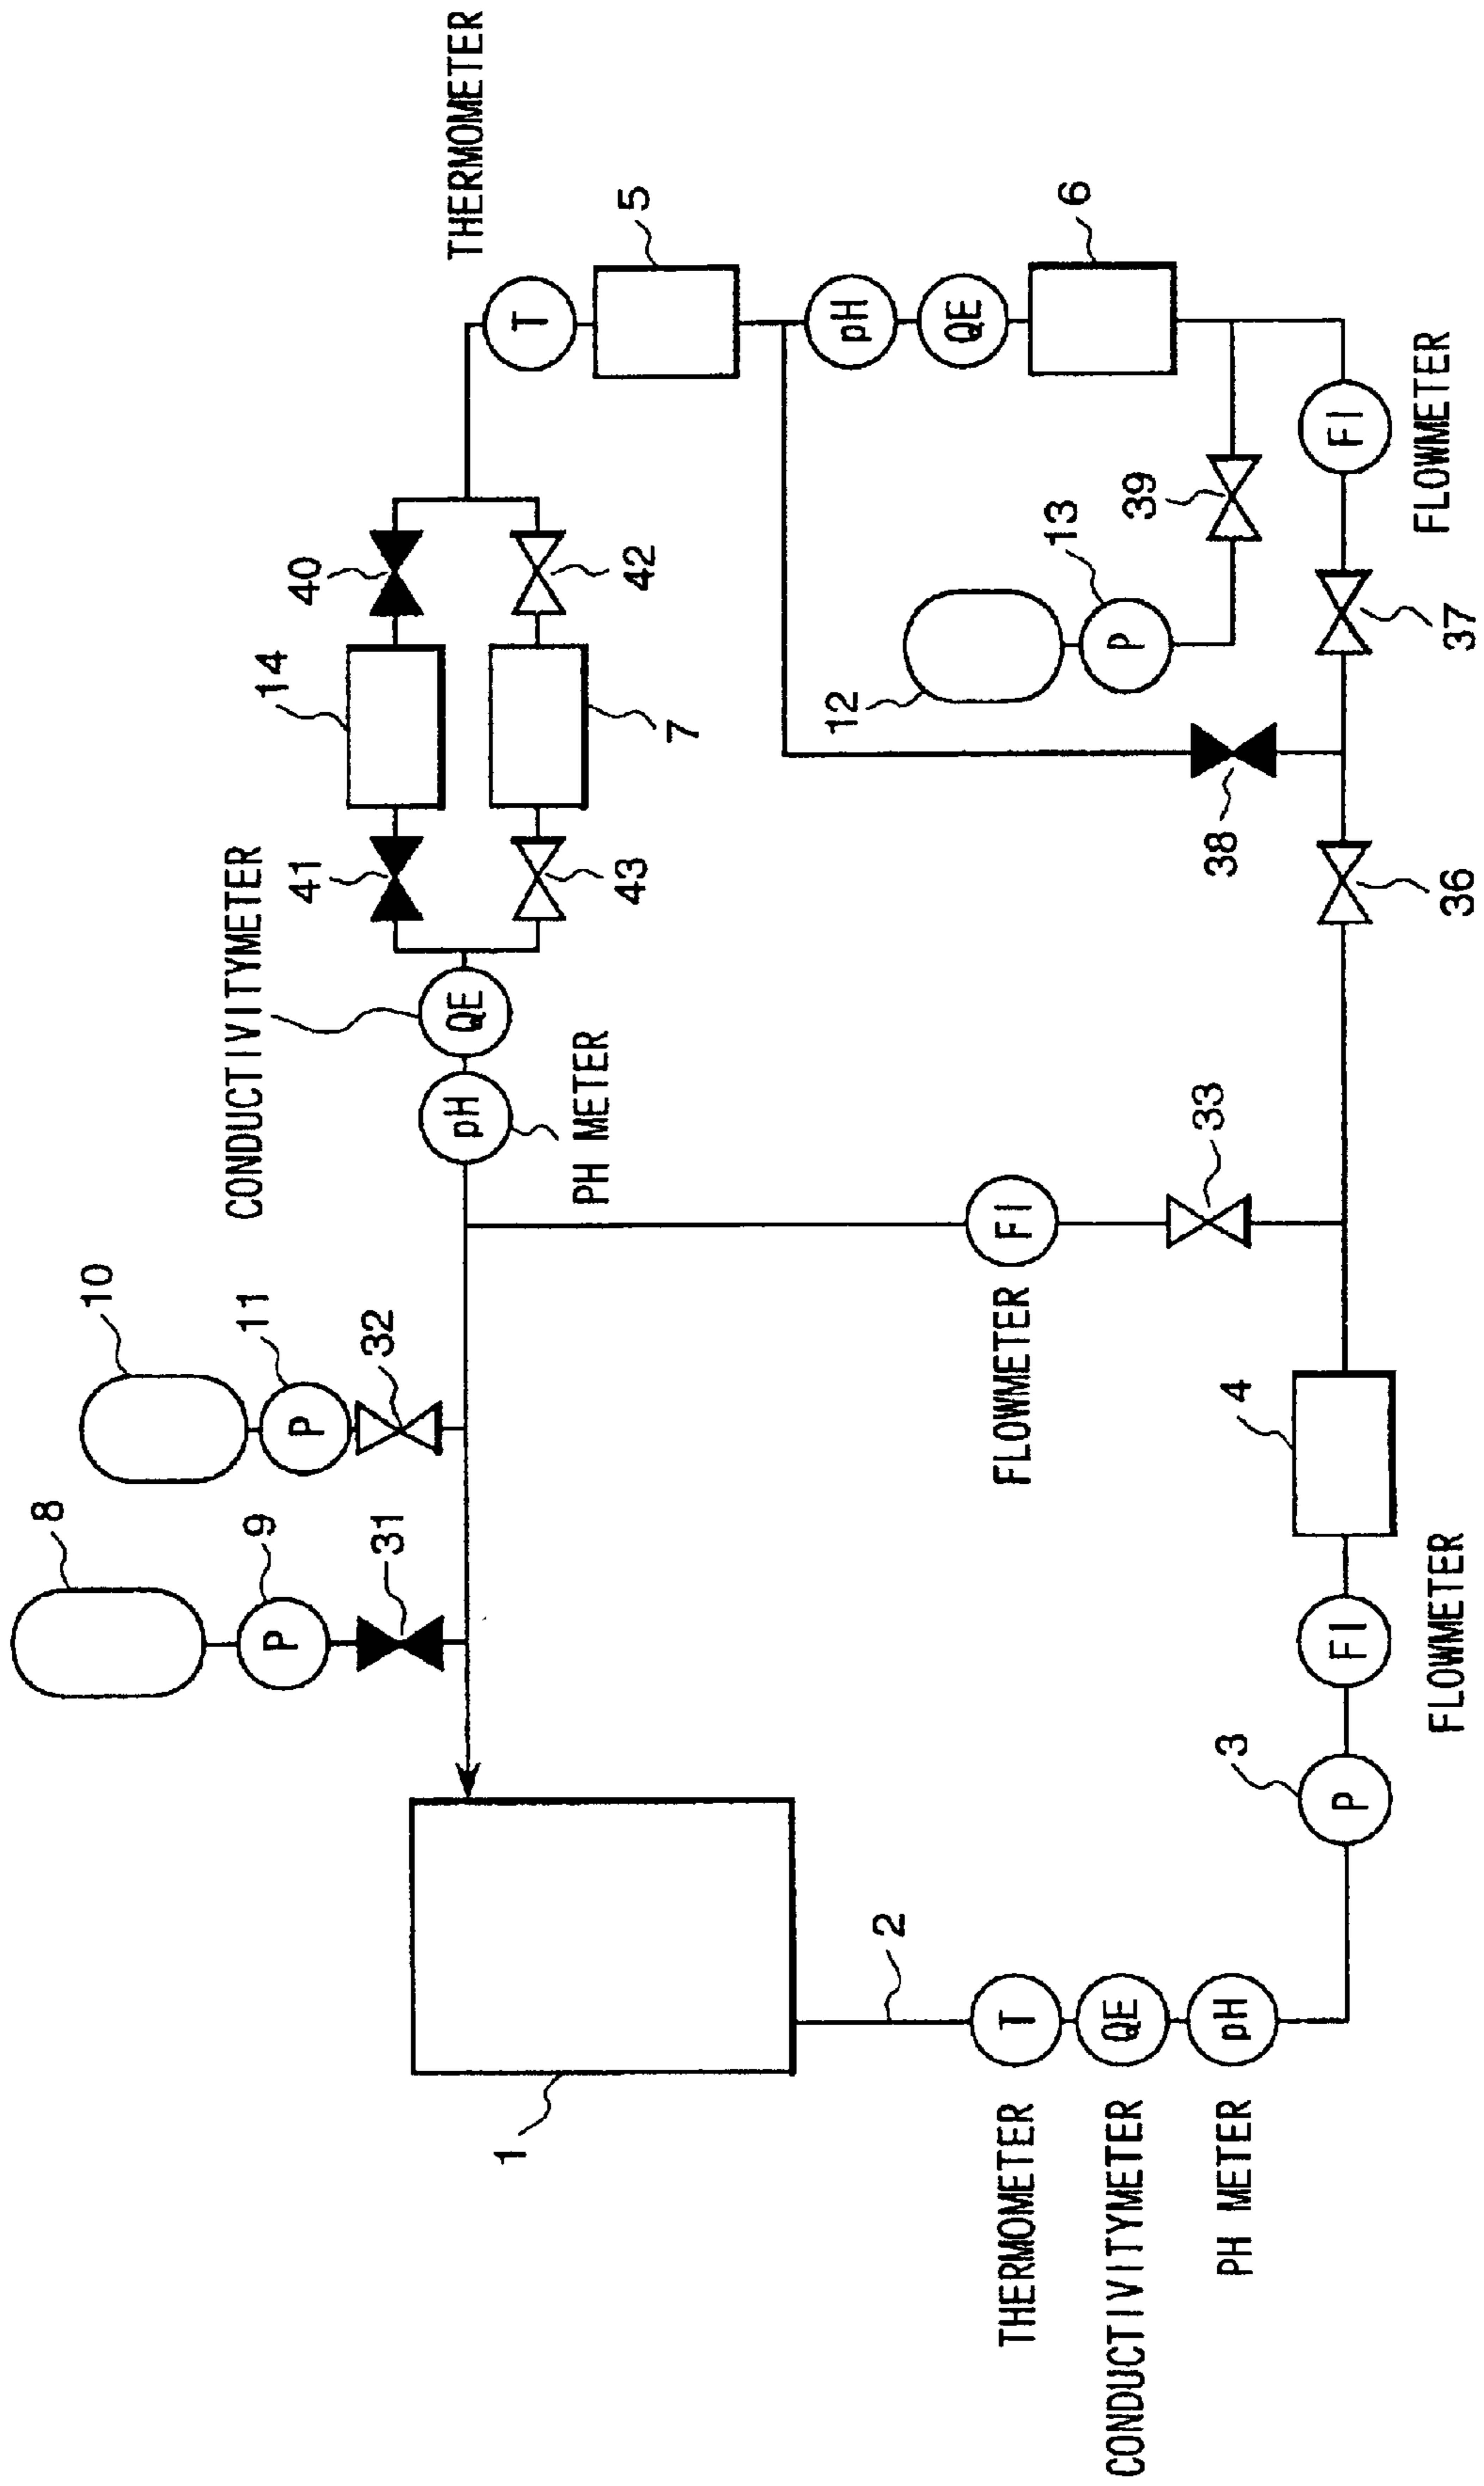 THERMOMETER
5
T
6
pH
QE
FI
FLOWMETER
40
42
14
7
39
13
P
12
37
41
43
38
36
CONDUCTIVITYMETER
QE
pH
PH METER
33
FI
FLOWMETER
10
11
P
32
4
8
9
P
31
FI
FLOWMETER
3
P
1
2
T
QE
pH
THERMOMETER
CONDUCTIVITYMETER
PH METER